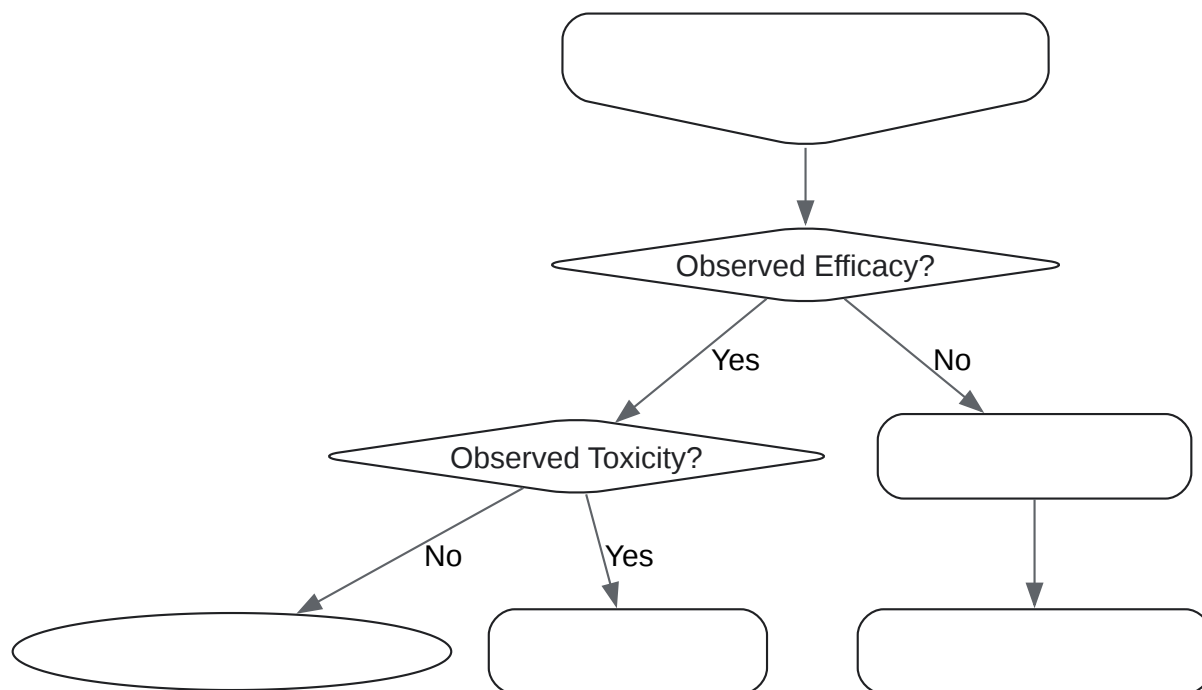 Observed Efficacy?
Yes
No
Observed Toxicity?
No
Yes